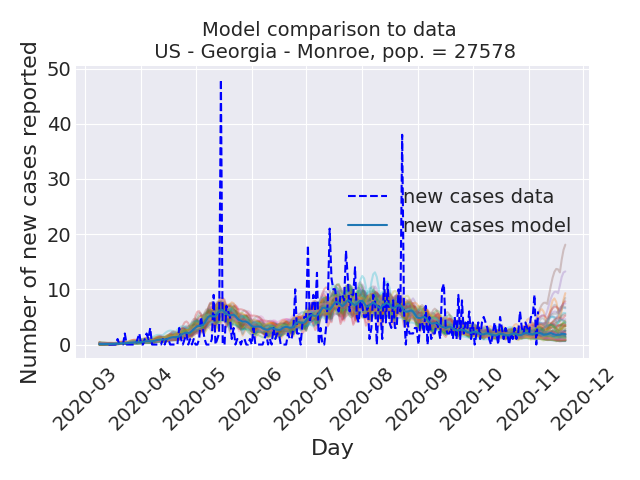 Model comparison to data
US - Georgia - Monroe, pop. = 27578
Number of new cases reported
50
40
30
20
10
0
new cases data
new cases model
2020-03
2020-04
2020-05
2020-06
2020-07
2020-08
2020-09
2020-10
2020-11
2020-12
Day